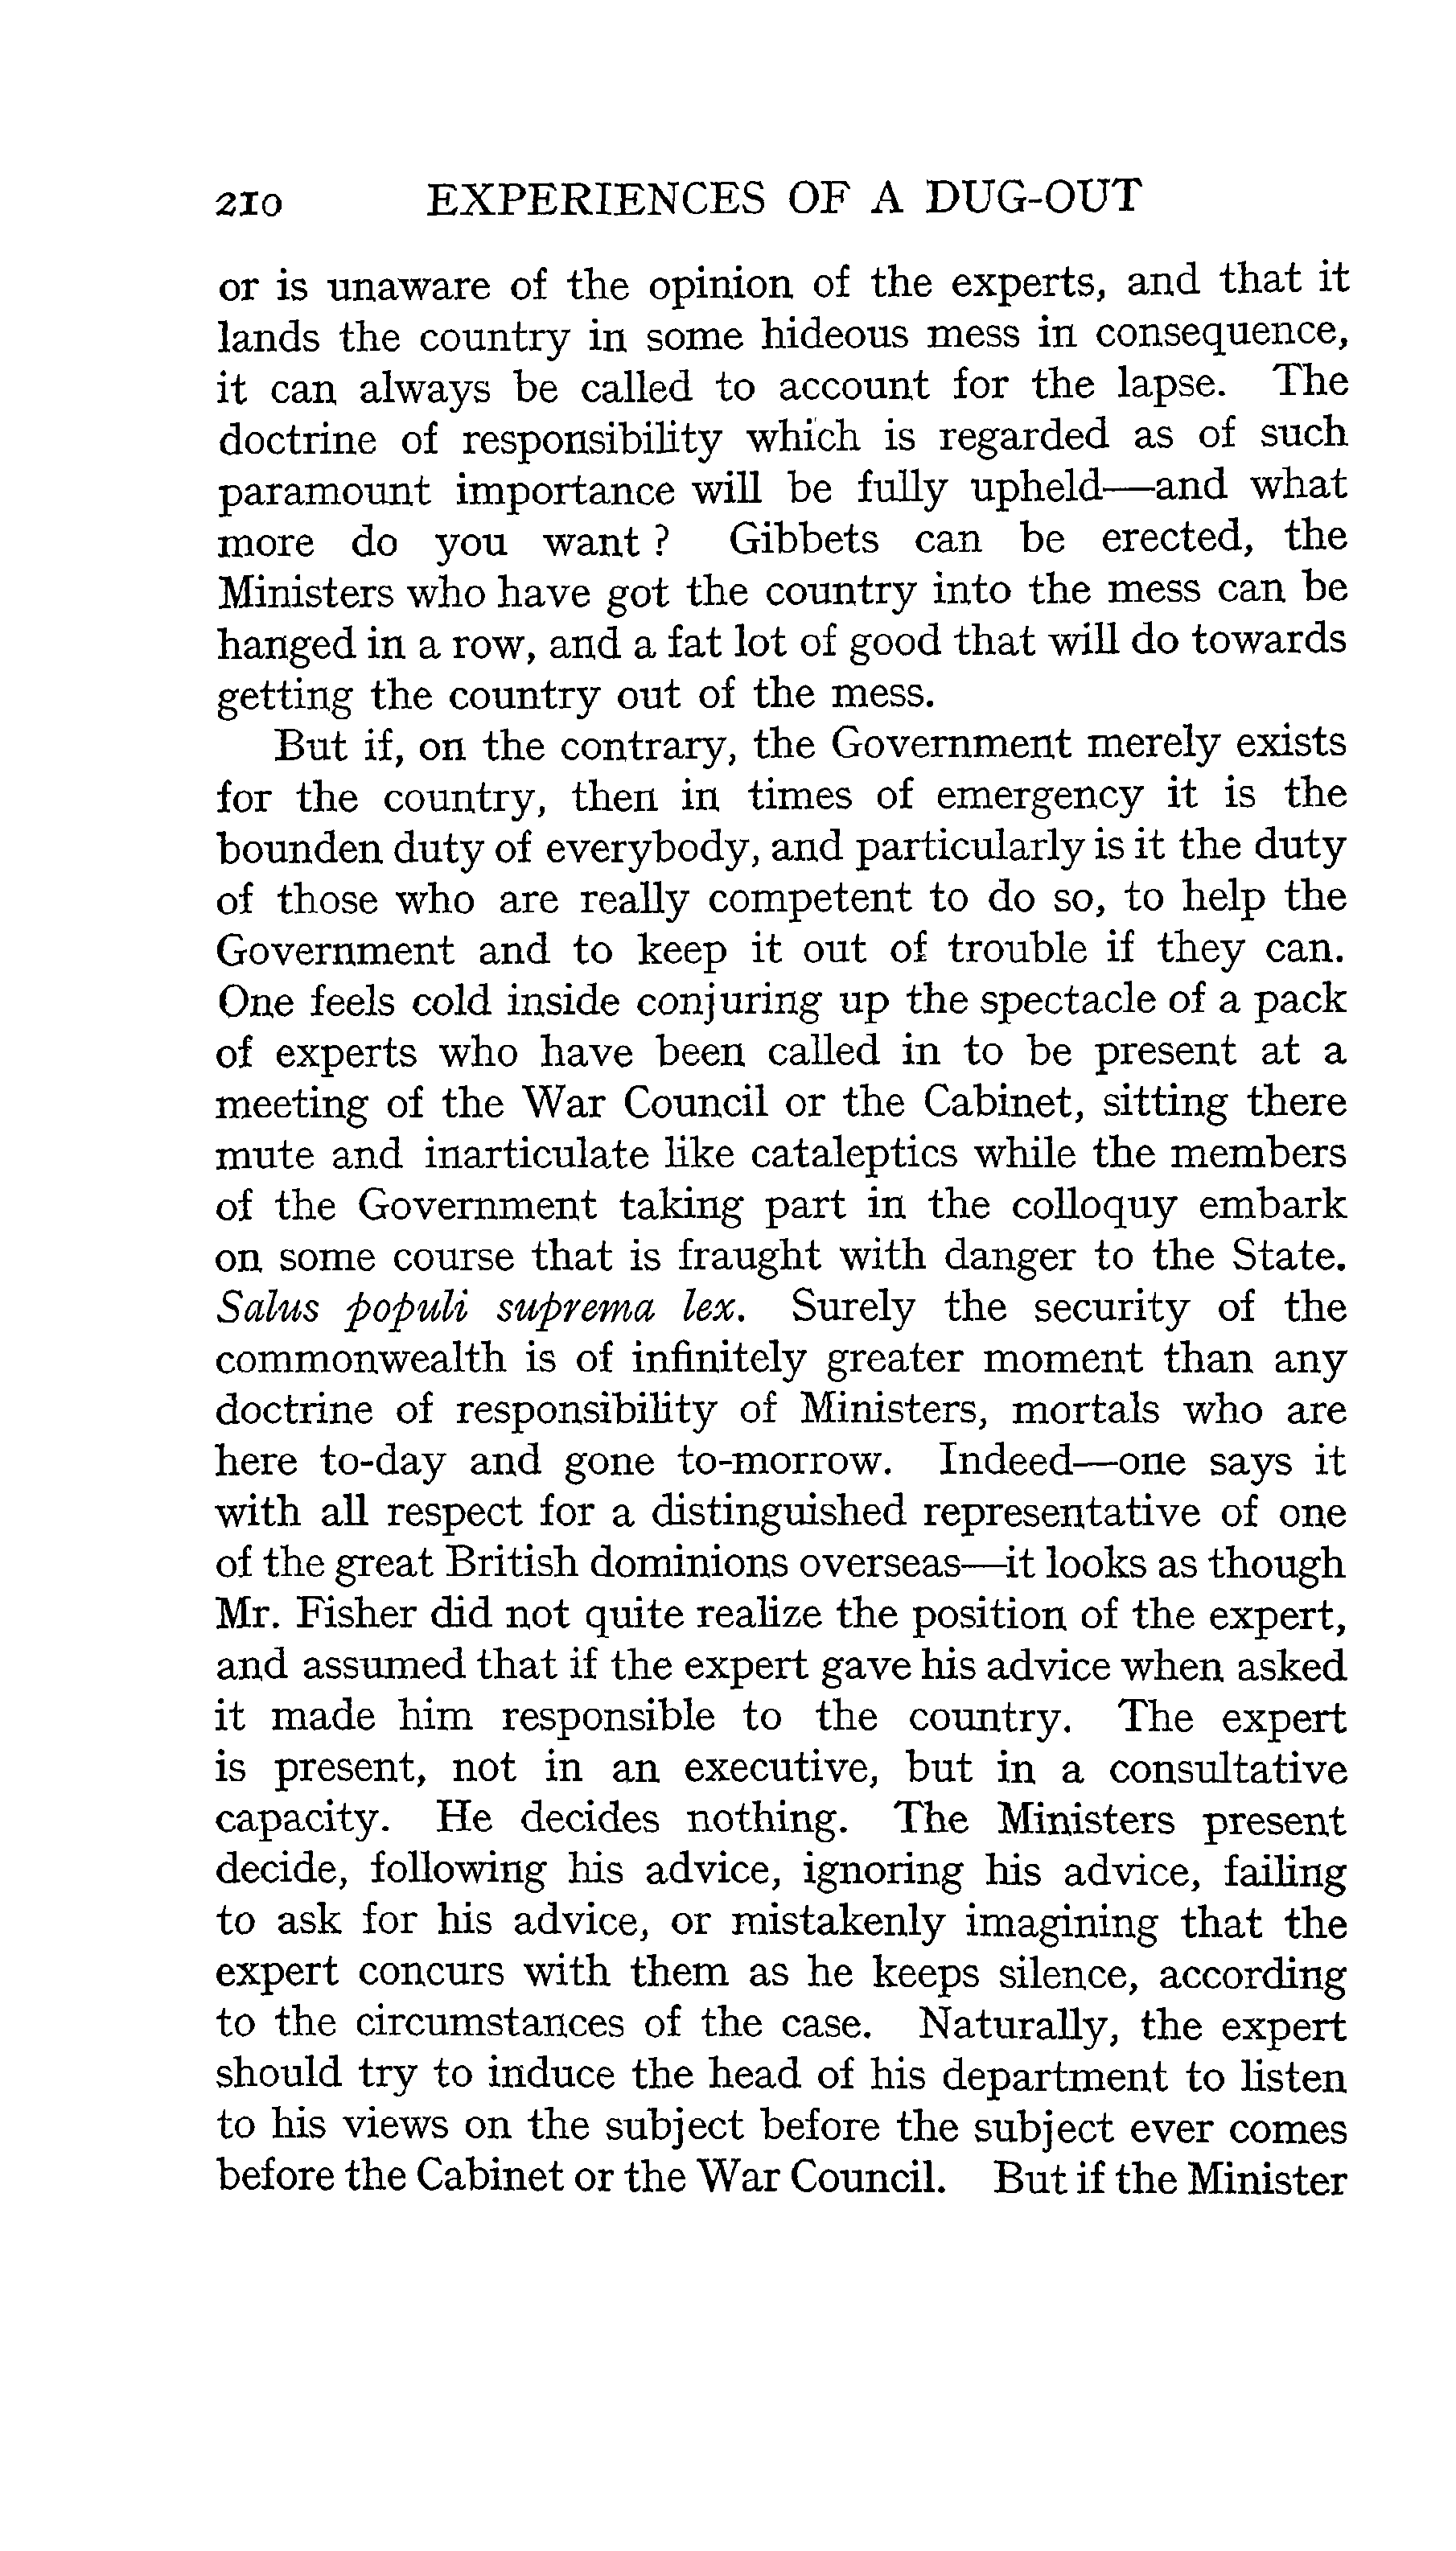 210 EXPERIENCES OF A DUG-OUT
or is unaware of the opinion of the experts, and that it
lands the country in some hideous mess in consequence,
it can always be called to account for the lapse. The
doctrine of responsibility which is regarded as of such
paramount importance will be fully upheld—and what
more do you want ? Gibbets can be erected, the
Ministers who have got the country into the mess can be
hanged in a row, and a fat lot of good that will do towards
getting the country out of the mess.
But if, on the contrary, the Government merely exists
for the country, then in times of emergency it is the
bounden duty of everybody, and particularly is it the duty
of those who are really competent to do so, to help the
Government and to keep it out of trouble if they can.
One feels cold inside conjuring up the spectacle of a pack
of experts who have been called in to be present at a
meeting of the War Council or the Cabinet, sitting there
mute and inarticulate like cataleptics while the members
of the Government taking part in the colloquy embark
on some course that is fraught with danger to the State.
Salus populi suprema lex. Surely the security of the
commonwealth is of infinitely greater moment than any
doctrine of responsibility of Ministers, mortals who are
here to-day and gone to-morrow. Indeed—one says it
with all respect for a distinguished representative of one
of the great British dominions overseas—it looks as though
Mr. Fisher did not quite realize the position of the expert,
and assumed that if the expert gave his advice when asked
it made him responsible to the country. The expert
is present, not in an executive, but in a consultative
capacity. He decides nothing. The Ministers present
decide, following his advice, ignoring his advice, failing
to ask for his advice, or mistakenly imagining that the
expert concurs with them as he keeps silence, according
to the circumstances of the case. Naturally, the expert
should try to induce the head of his department to listen
to his views on the subject before the subject ever comes
before the Cabinet or the War Council. But if the Minister